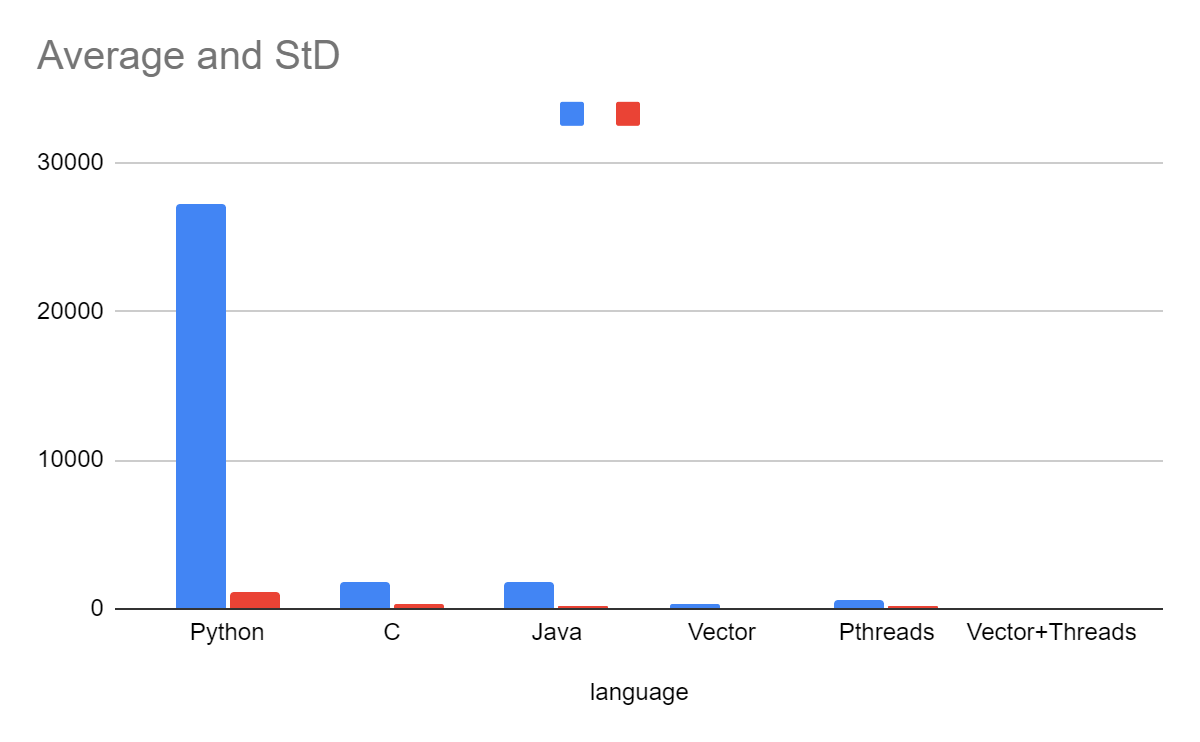 Average and StD
30000
20000
10000
0
Python C Java Vector Pthreads Vector+Threads
language